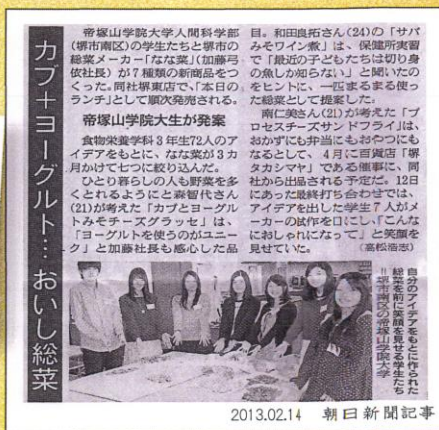 カブ＋ヨーグルト…おいし総菜
帝塚山学院大学人間科学部
(堺市南区)の学生たちと堺市の
総菜メーカー「なな菜」(加藤弓
依社長)が7種類の新商品をつ
くった。同社堺東店で、「本日の
ランチ」として順次発売される。
帝塚山学院大生が発案
食物栄養学科3年生72人のア
イデアをもとに、なな菜が3カ
月かけて七つに絞り込んだ。
ひとり暮らしの人も野菜を多
くとれるようにと森智代さん
(21)が考えた「カブとヨーグル
トみそチーズグラッセ」は、
「ヨーグルトを使うのがユニー
ク」と加藤社長も感心した品
目。和田良拓さん(24)の「サバ
みそワイン煮」は、保健所実習
で「最近の子どもたちは切り身
の魚しか知らない」と聞いたの
をヒントに、一匹まるまる使っ
た総菜として提案した。
南仁美さん(21)が考えた「プ
ロセスチーズサンドフライ」は、
おかずにも弁当にもおやつにも
なるとして、4月に百貨店「堺
タカシマヤ」である催事に、同
社から出品される予定だ。12日
にあった最終打ち合わせでは、
アイデアを出した学生7人がメ
ーカーの試作を口にし、「こんな
におしゃれになって」と笑顔を
見せていた。(高松浩志)
自分のアイデアをもとに作られた
総菜を前に笑顔を見せる学生たち
＝堺市南区の帝塚山学院大学
2013.02.14 朝日新聞記事